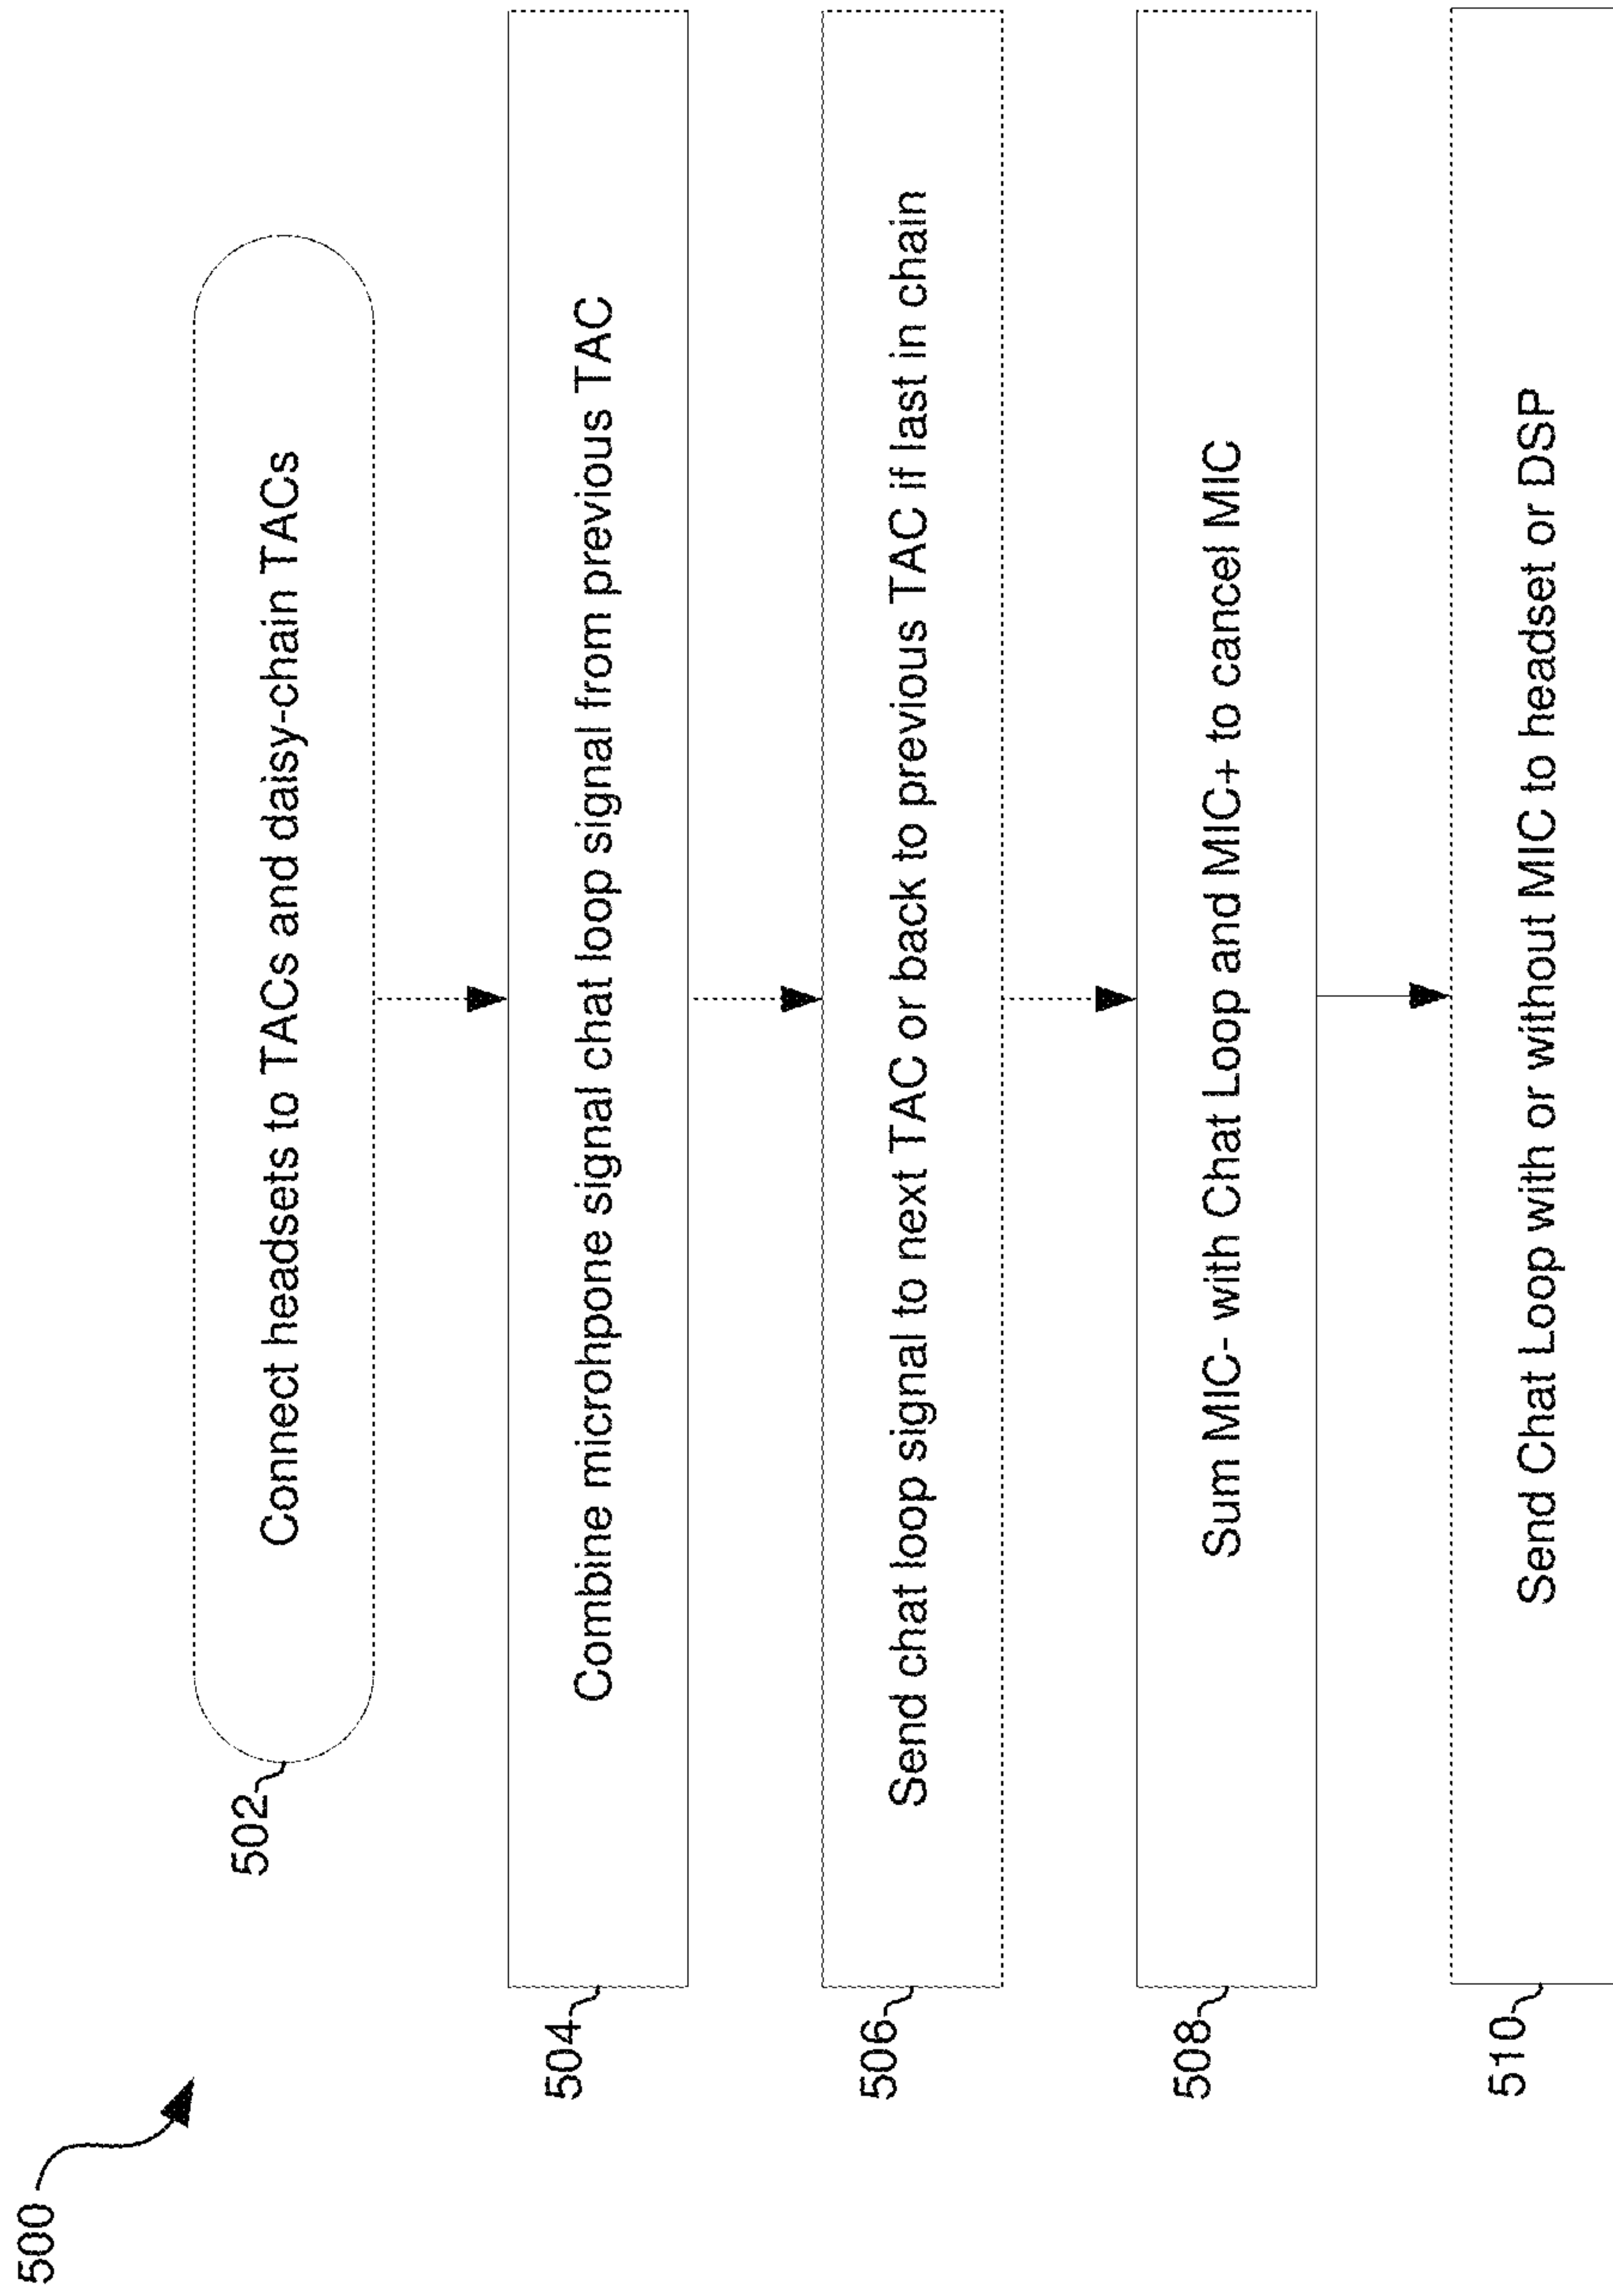 500
502
Connect headsets to TACs and daisy-chain TACs
504
Combine microhpone signal chat loop signal from previous TAC
506
Send chat loop signal to next TAC or back to previous TAC if last in chain
508
Sum MIC- with Chat Loop and MIC+ to cancel MIC
510
Send Chat Loop with or without MIC to headset or DSP